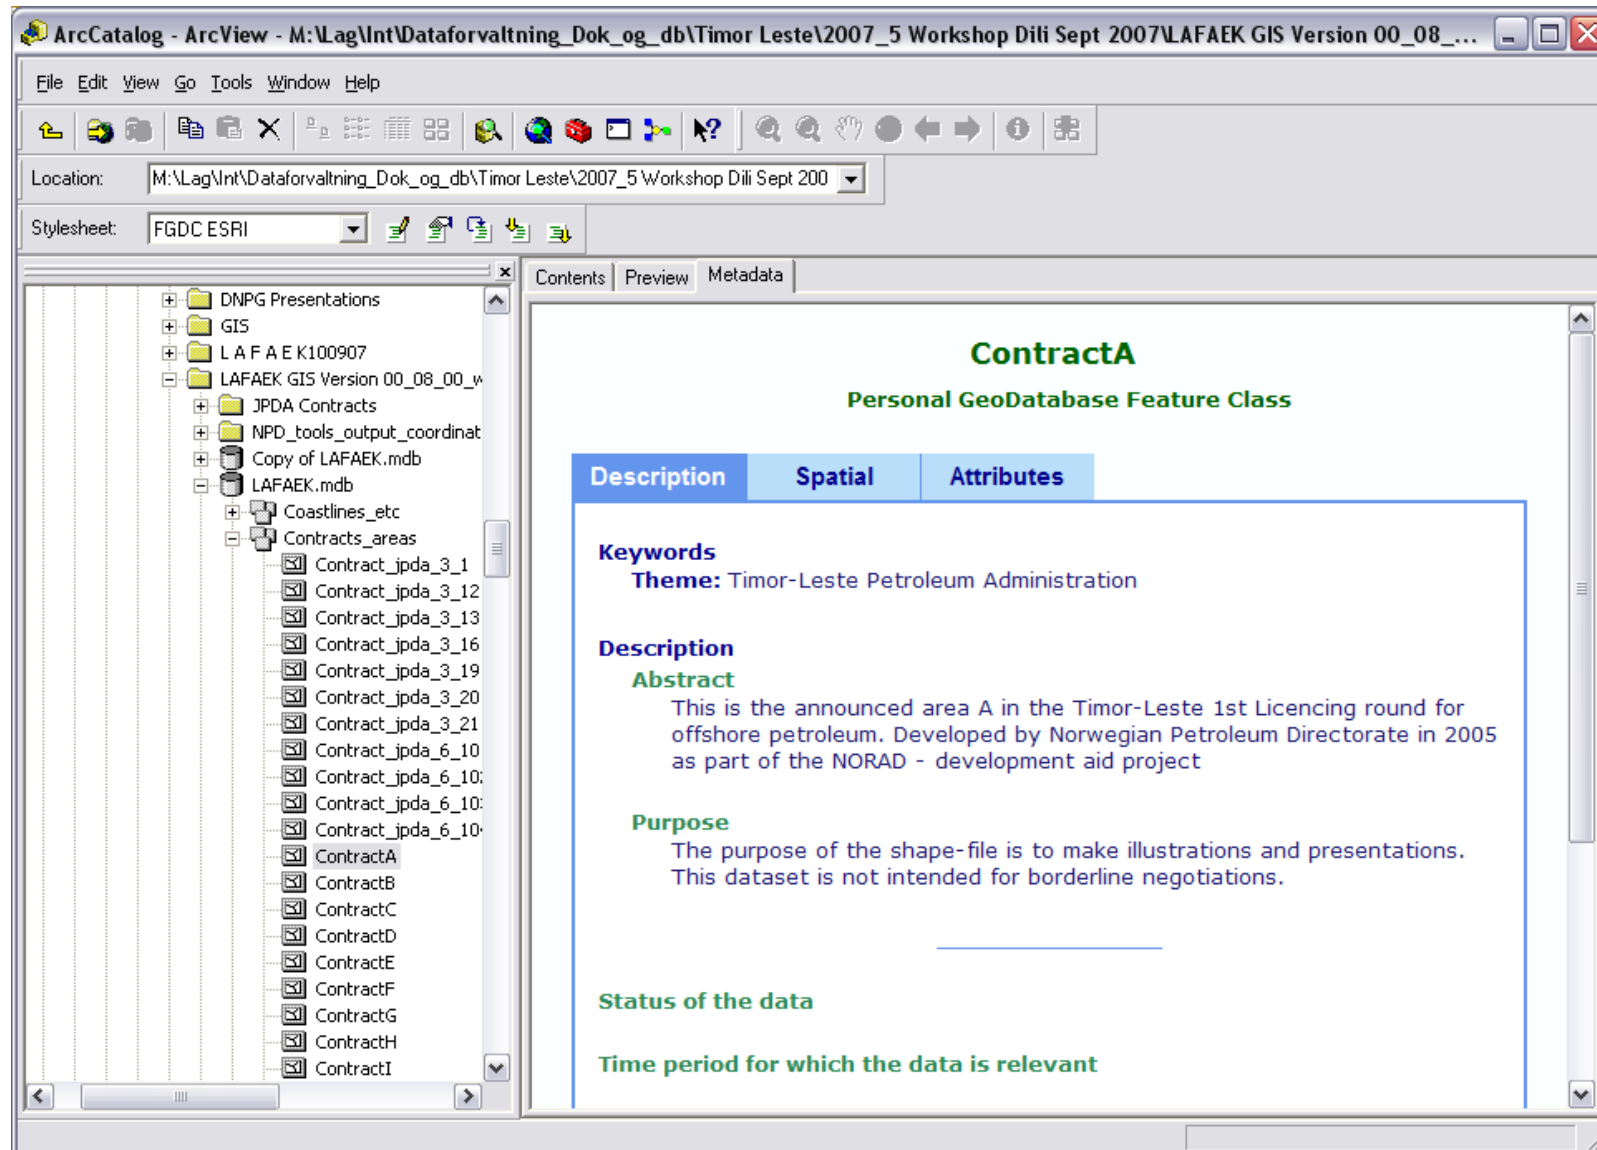 ArcCatalog - ArcView - M:\Lag\Int\Dataforvaltning_Dok_og_db\Timor Leste\2007_5 Workshop Dili Sept 2007\LAFAEK GIS Version 00_08_...
File Edit View Go Tools Window Help
Location: M:\Lag\Int\Dataforvaltning_Dok_og_db\Timor Leste\2007_5 Workshop Dili Sept 200
Stylesheet: FGDC ESRI
DNPG Presentations
GIS
L A F A E K100907
LAFAEK GIS Version 00_08_00_w
JPDA Contracts
NPD_tools_output_coordinat
Copy of LAFAEK.mdb
LAFAEK.mdb
Coastlines_etc
Contracts_areas
Contract_jpda_3_1
Contract_jpda_3_12
Contract_jpda_3_13
Contract_jpda_3_16
Contract_jpda_3_19
Contract_jpda_3_20
Contract_jpda_3_21
Contract_jpda_6_10
Contract_jpda_6_102
Contract_jpda_6_103
Contract_jpda_6_104
ContractA
ContractB
ContractC
ContractD
ContractE
ContractF
ContractG
ContractH
ContractI
Contents Preview Metadata
ContractA
Personal GeoDatabase Feature Class
Description Spatial Attributes
Keywords
Theme: Timor-Leste Petroleum Administration
Description
Abstract
This is the announced area A in the Timor-Leste 1st Licencing round for
offshore petroleum. Developed by Norwegian Petroleum Directorate in 2005
as part of the NORAD - development aid project
Purpose
The purpose of the shape-file is to make illustrations and presentations.
This dataset is not intended for borderline negotiations.
Status of the data
Time period for which the data is relevant